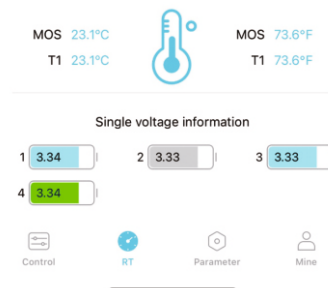 MOS 23.1°C MOS 73.6°F
T1 23.1°C T1 73.6°F
Single voltage information
1 3.34 2 3.33 3 3.33
4 3.34
Control RT Parameter Mine